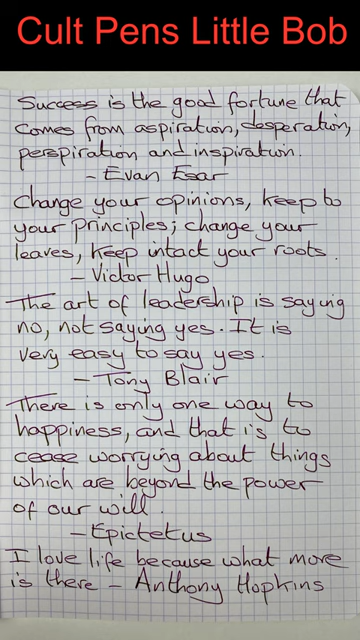 Cult Pens Little Bob
Success is the good fortune that
comes from aspiration, desperation,
perspiration and inspiration.
- Evan Esar
Change your opinions, keep to
your principles; change your
leaves, keep intact your roots.
- Victor Hugo
The art of leadership is saying
no, not saying yes. It is
very easy to say yes.
- Tony Blair
There is only one way to
happiness, and that is to
cease worrying about things
which are beyond the power
of our will.
- Epictetus
I love life because what more
is there - Anthony Hopkins